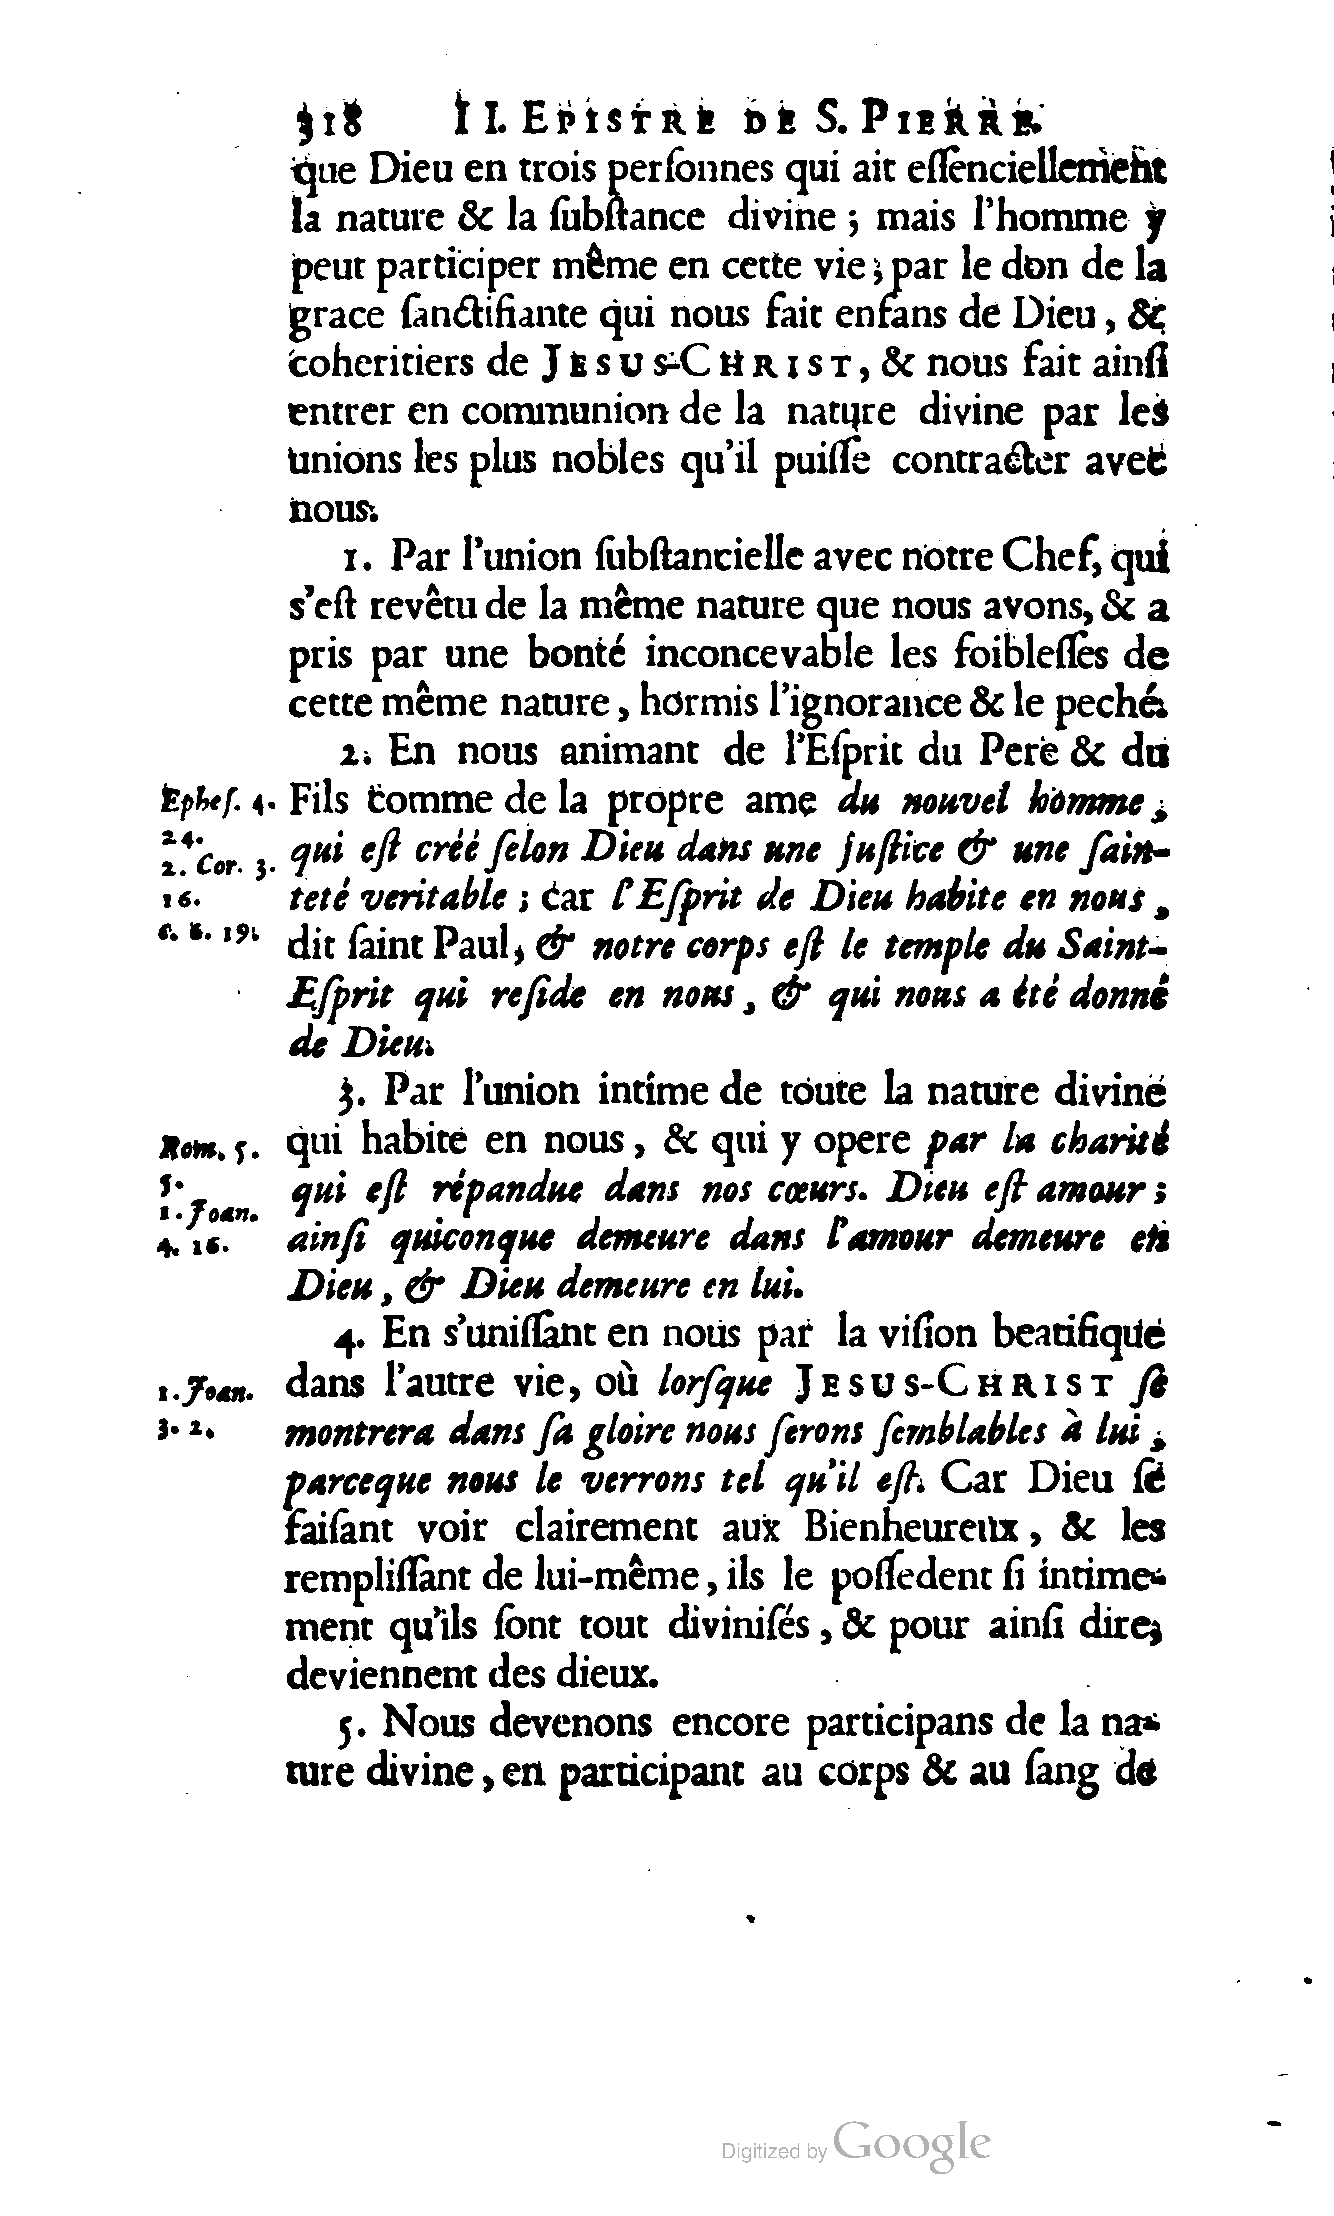 318 II. EPISTRE DE S. PIERRE.
que Dieu en trois perſonnes qui ait eſſenciellement
la nature & la ſubſtance divine ; mais l'homme y
peut participer même en cette vie ; par le don de la
grace ſanctifiante qui nous fait enfans de Dieu , &
coheritiers de JESUS-CHRIST, & nous fait ainſi
entrer en communion de la nature divine par les
unions les plus nobles qu'il puiſſe contracter avec
nous.
1. Par l'union ſubſtancielle avec notre Chef, qui
s'eſt revêtu de la même nature que nous avons, & a
pris par une bonté inconcevable les foibleſſes de
cette même nature , hormis l'ignorance & le peché.
2. En nous animant de l'Eſprit du Pere & du
Epheſ. 4. Fils comme de la propre ame du nouvel homme ,
24.
qui eſt créé ſelon Dieu dans une juſtice & une ſain-
2. Cor. 3.
16. teté veritable ; car l'Eſprit de Dieu habite en nous ,
c. 6. 19. dit ſaint Paul, & notre corps eſt le temple du Saint-
Eſprit qui reſide en nous , & qui nous a été donné
de Dieu.
3. Par l'union intime de toute la nature divine
Rom. 5. qui habite en nous , & qui y opere par la charité
5. qui eſt répandue dans nos cœurs. Dieu eſt amour ;
1. Joan.
4. 16. ainſi quiconque demeure dans l'amour demeure en
Dieu , & Dieu demeure en lui.
4. En s'uniſſant en nous par la viſion beatifique
1. Joan. dans l'autre vie, où lorſque JESUS-CHRIST ſe
3. 2. montrera dans ſa gloire nous ſerons ſemblables à lui ,
parceque nous le verrons tel qu'il eſt. Car Dieu ſe
faiſant voir clairement aux Bienheureux , & les
rempliſſant de lui-même , ils le poſſedent ſi intime-
ment qu'ils ſont tout diviniſés , & pour ainſi dire,
deviennent des dieux.
5. Nous devenons encore participans de la na-
ture divine , en participant au corps & au ſang de
Digitized by Google